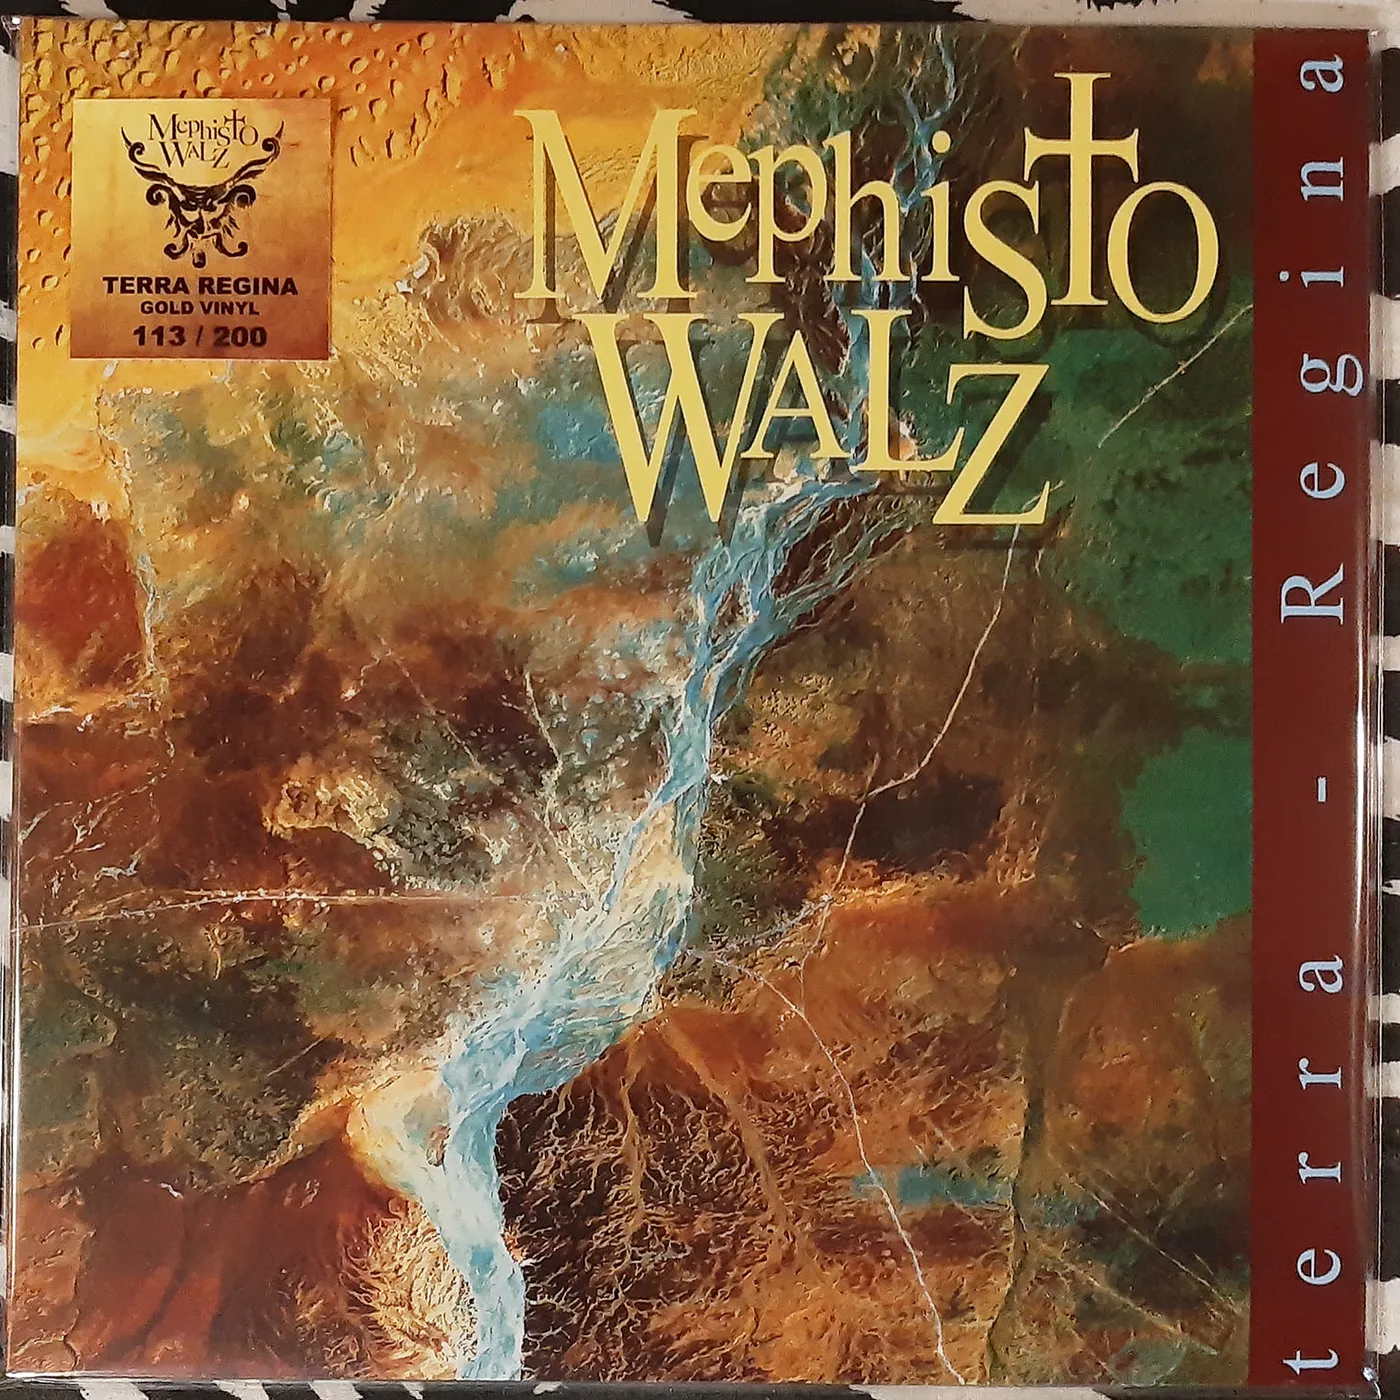 MephisTo
WALZ
TERRA REGINA
GOLD VINYL
113 / 200
MephisTo
WALZ
terra - Regina